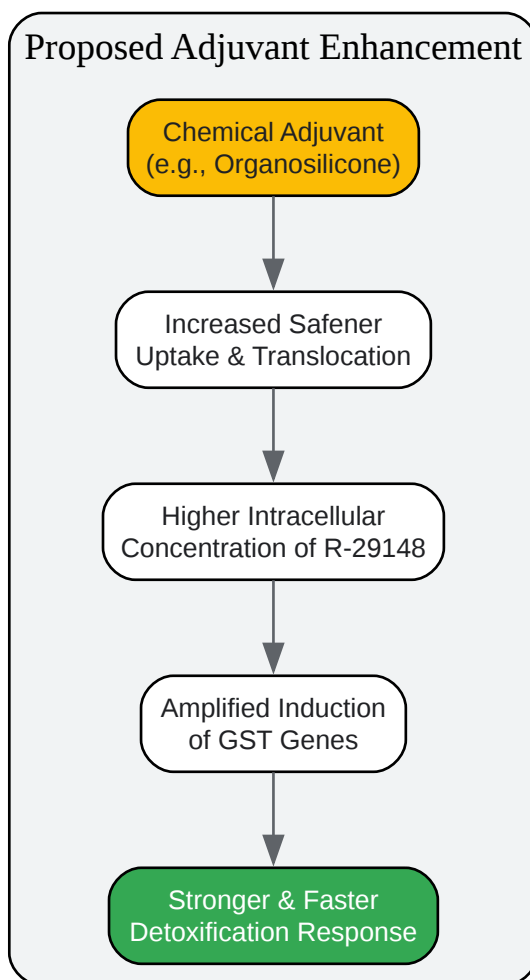 Proposed Adjuvant Enhancement
Chemical Adjuvant
(e.g., Organosilicone)
Increased Safener
Uptake & Translocation
Higher Intracellular
Concentration of R-29148
Amplified Induction
of GST Genes
Stronger & Faster
Detoxification Response